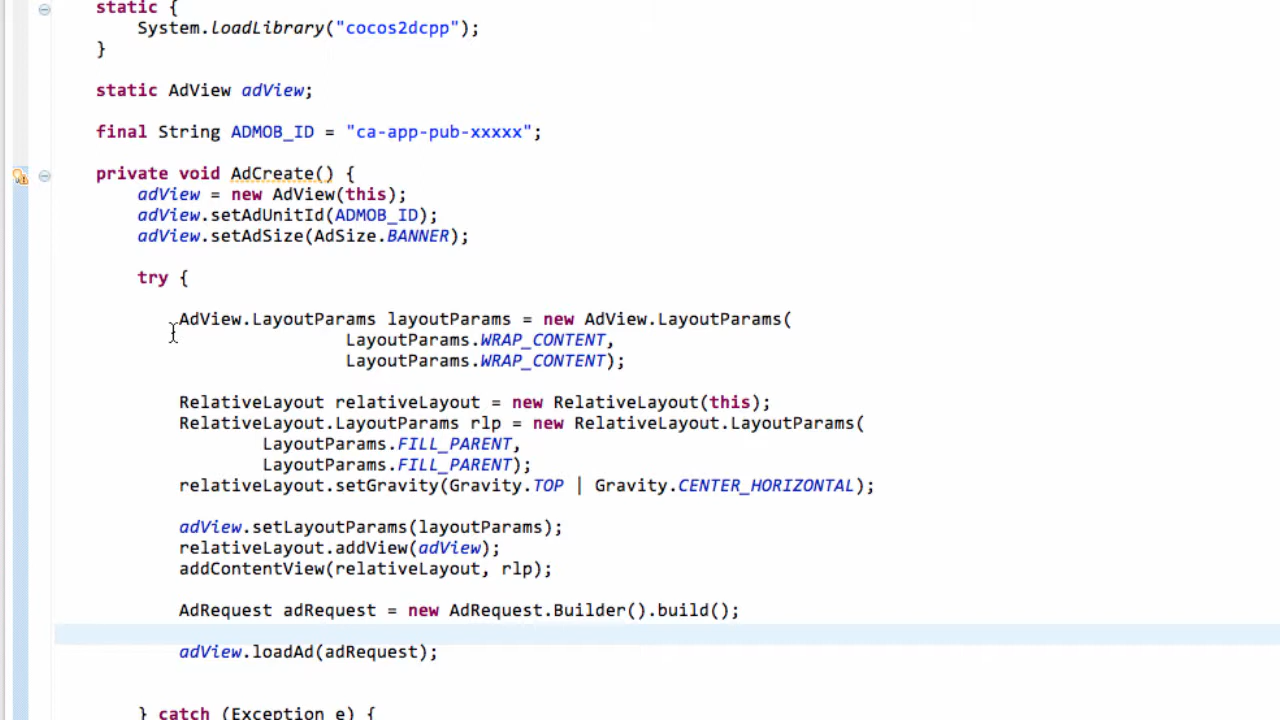 static {
System.loadLibrary("cocos2dcpp");
}
static AdView adView;
final String ADMOB_ID = "ca-app-pub-xxxxx";
private void AdCreate() {
adView = new AdView(this);
adView.setAdUnitId(ADMOB_ID);
adView.setAdSize(AdSize.BANNER);
try {
AdView.LayoutParams layoutParams = new AdView.LayoutParams(
LayoutParams.WRAP_CONTENT,
LayoutParams.WRAP_CONTENT);
RelativeLayout relativeLayout = new RelativeLayout(this);
RelativeLayout.LayoutParams rlp = new RelativeLayout.LayoutParams(
LayoutParams.FILL_PARENT,
LayoutParams.FILL_PARENT);
relativeLayout.setGravity(Gravity.TOP | Gravity.CENTER_HORIZONTAL);
adView.setLayoutParams(layoutParams);
relativeLayout.addView(adView);
addContentView(relativeLayout, rlp);
AdRequest adRequest = new AdRequest.Builder().build();
adView.loadAd(adRequest);
} catch (Exception e) {